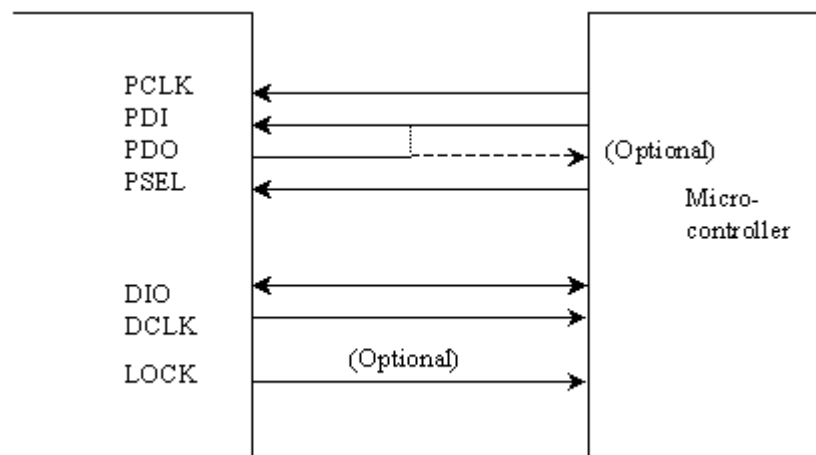 PCLK
PDI
PDO
(Optional)
PSEL
Micro-
controller
DIO
DCLK
(Optional)
LOCK